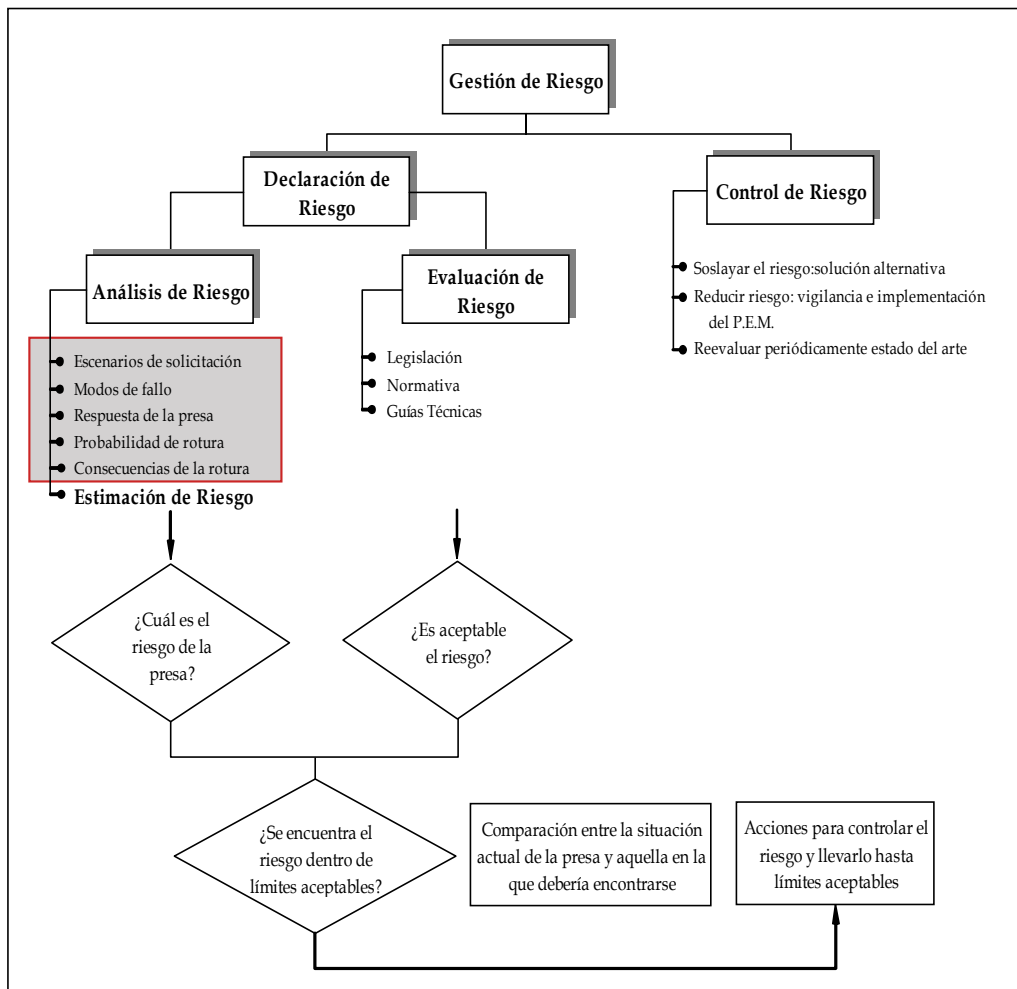 Gestión de Riesgo
Declaración de
Riesgo
Control de Riesgo
Análisis de Riesgo
Evaluación de
Riesgo
Soslayar el riesgo:solución alternativa
Reducir riesgo: vigilancia e implementación
del P.E.M.
Reevaluar periódicamente estado del arte
Escenarios de solicitación
Modos de fallo
Respuesta de la presa
Probabilidad de rotura
Consecuencias de la rotura
Estimación de Riesgo
Legislación
Normativa
Guías Técnicas
¿Cuál es el
riesgo de la
presa?
¿Es aceptable
el riesgo?
¿Se encuentra el
riesgo dentro de
límites aceptables?
Comparación entre la situación
actual de la presa y aquella en la
que debería encontrarse
Acciones para controlar el
riesgo y llevarlo hasta
límites aceptables